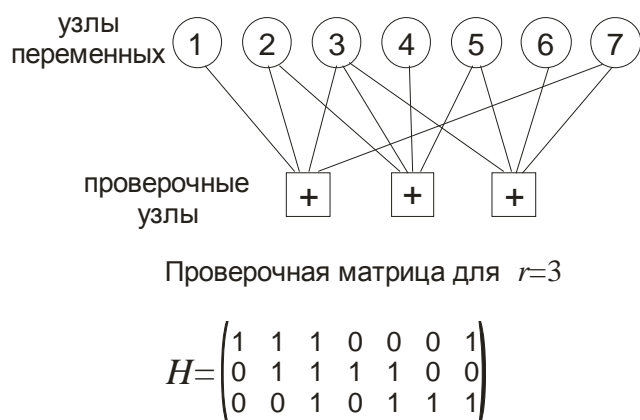 узлы
переменных
1 2 3 4 5 6 7
проверочные
узлы
+ + +
Проверочная матрица для r=3
H=
1 1 1 0 0 0 1
0 1 1 1 1 0 0
0 0 1 0 1 1 1